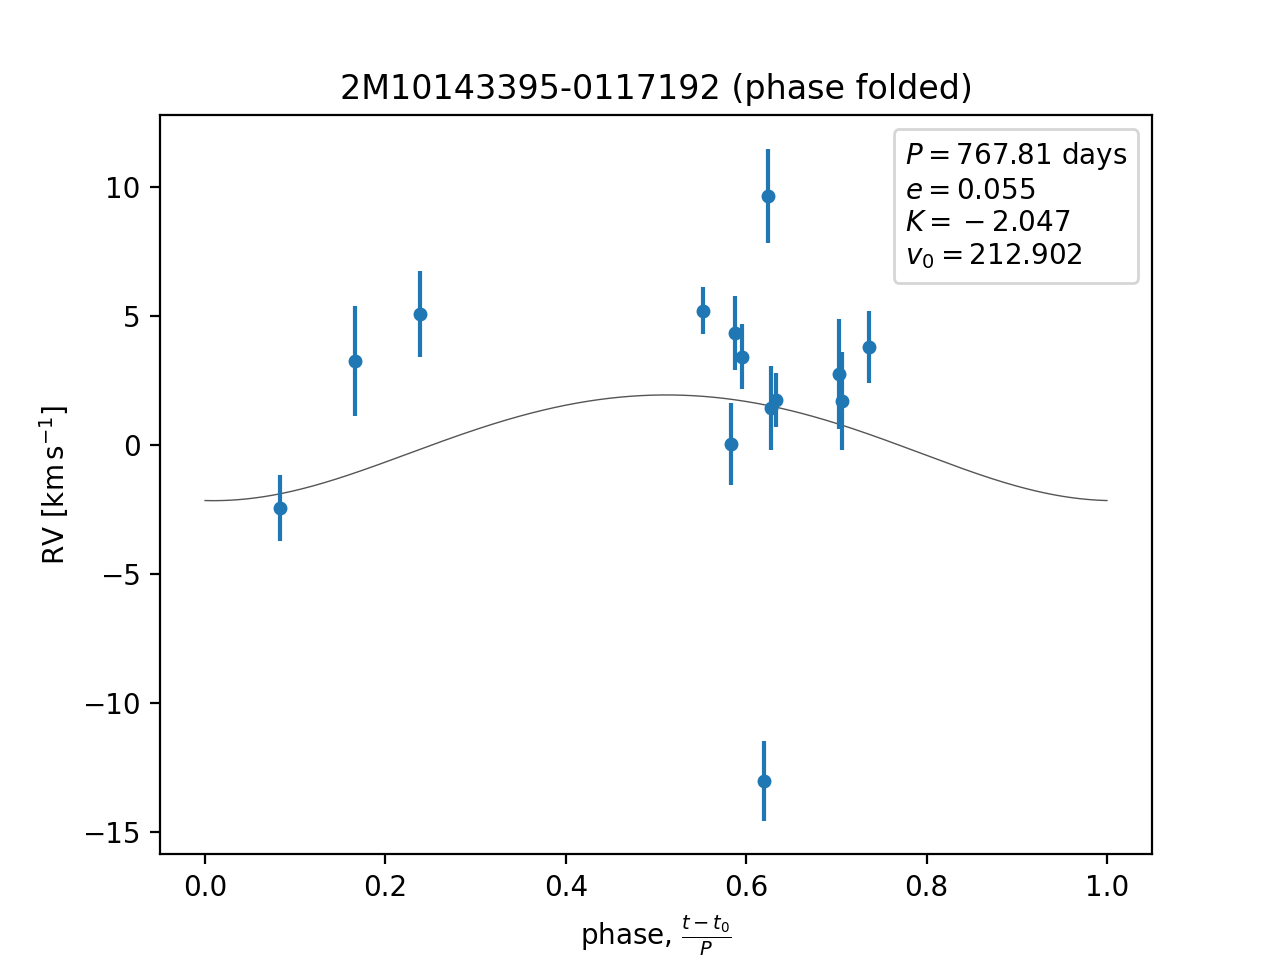 2M10143395-0117192 (phase folded)
P = 767.81 days
e = 0.055
K = −2.047
v₀ = 212.902
RV [km s⁻¹]
10
5
0
−5
−10
−15
0.0 0.2 0.4 0.6 0.8 1.0
phase, (t − t₀)/P